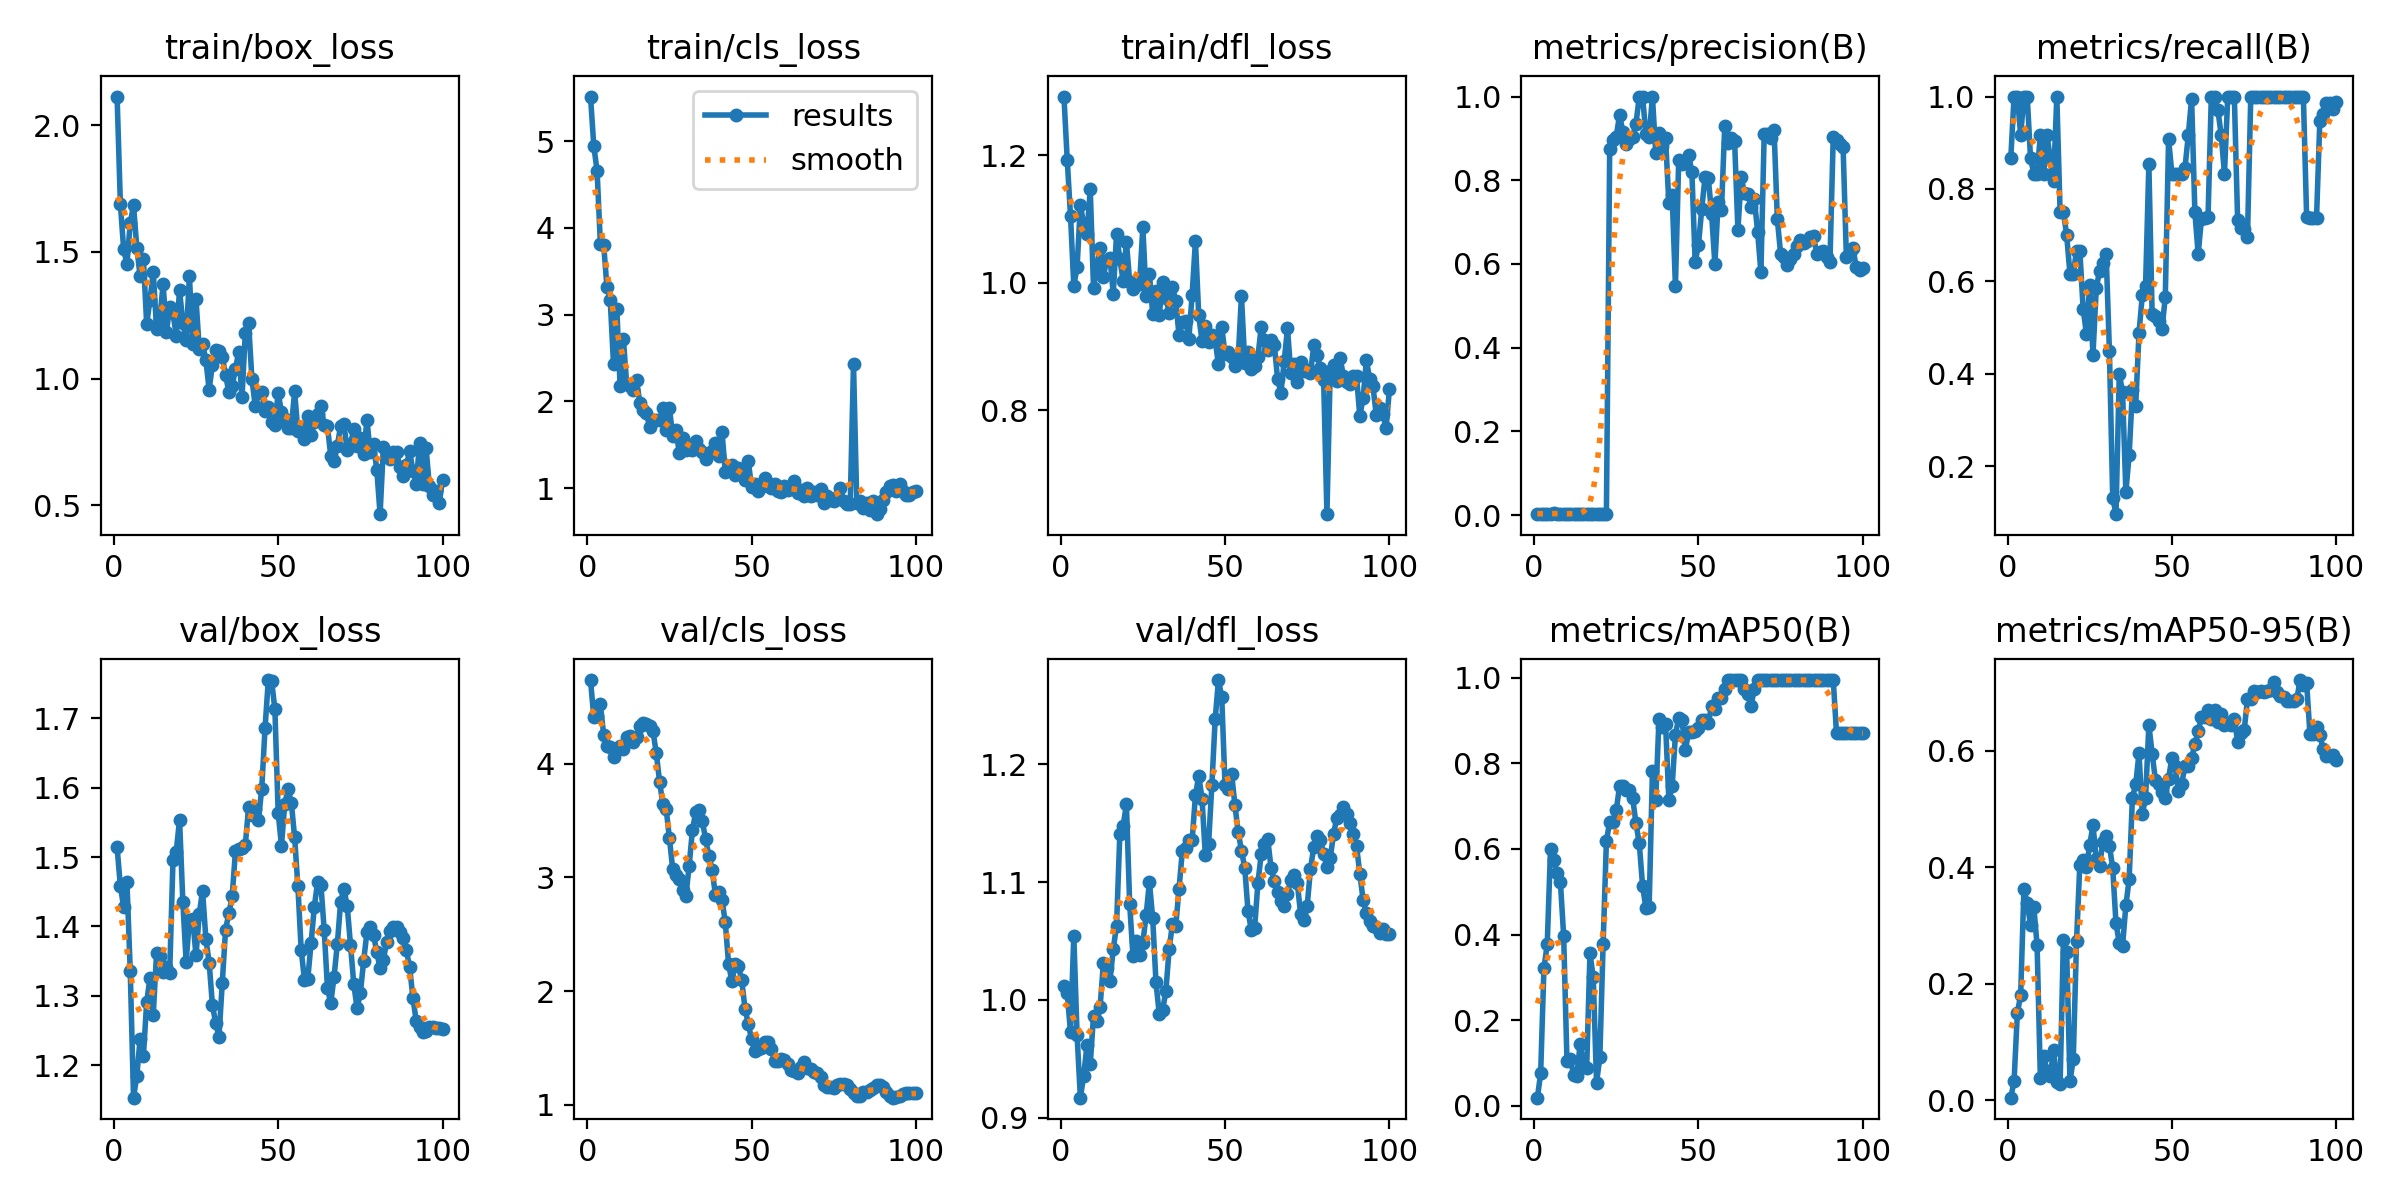 train/box_loss
2.0
1.5
1.0
0.5
0 50 100
train/cls_loss
results
smooth
5
4
3
2
1
0 50 100
train/dfl_loss
1.2
1.0
0.8
0 50 100
metrics/precision(B)
1.0
0.8
0.6
0.4
0.2
0.0
0 50 100
metrics/recall(B)
1.0
0.8
0.6
0.4
0.2
0 50 100
val/box_loss
1.7
1.6
1.5
1.4
1.3
1.2
0 50 100
val/cls_loss
4
3
2
1
0 50 100
val/dfl_loss
1.2
1.1
1.0
0.9
0 50 100
metrics/mAP50(B)
1.0
0.8
0.6
0.4
0.2
0.0
0 50 100
metrics/mAP50-95(B)
0.6
0.4
0.2
0.0
0 50 100